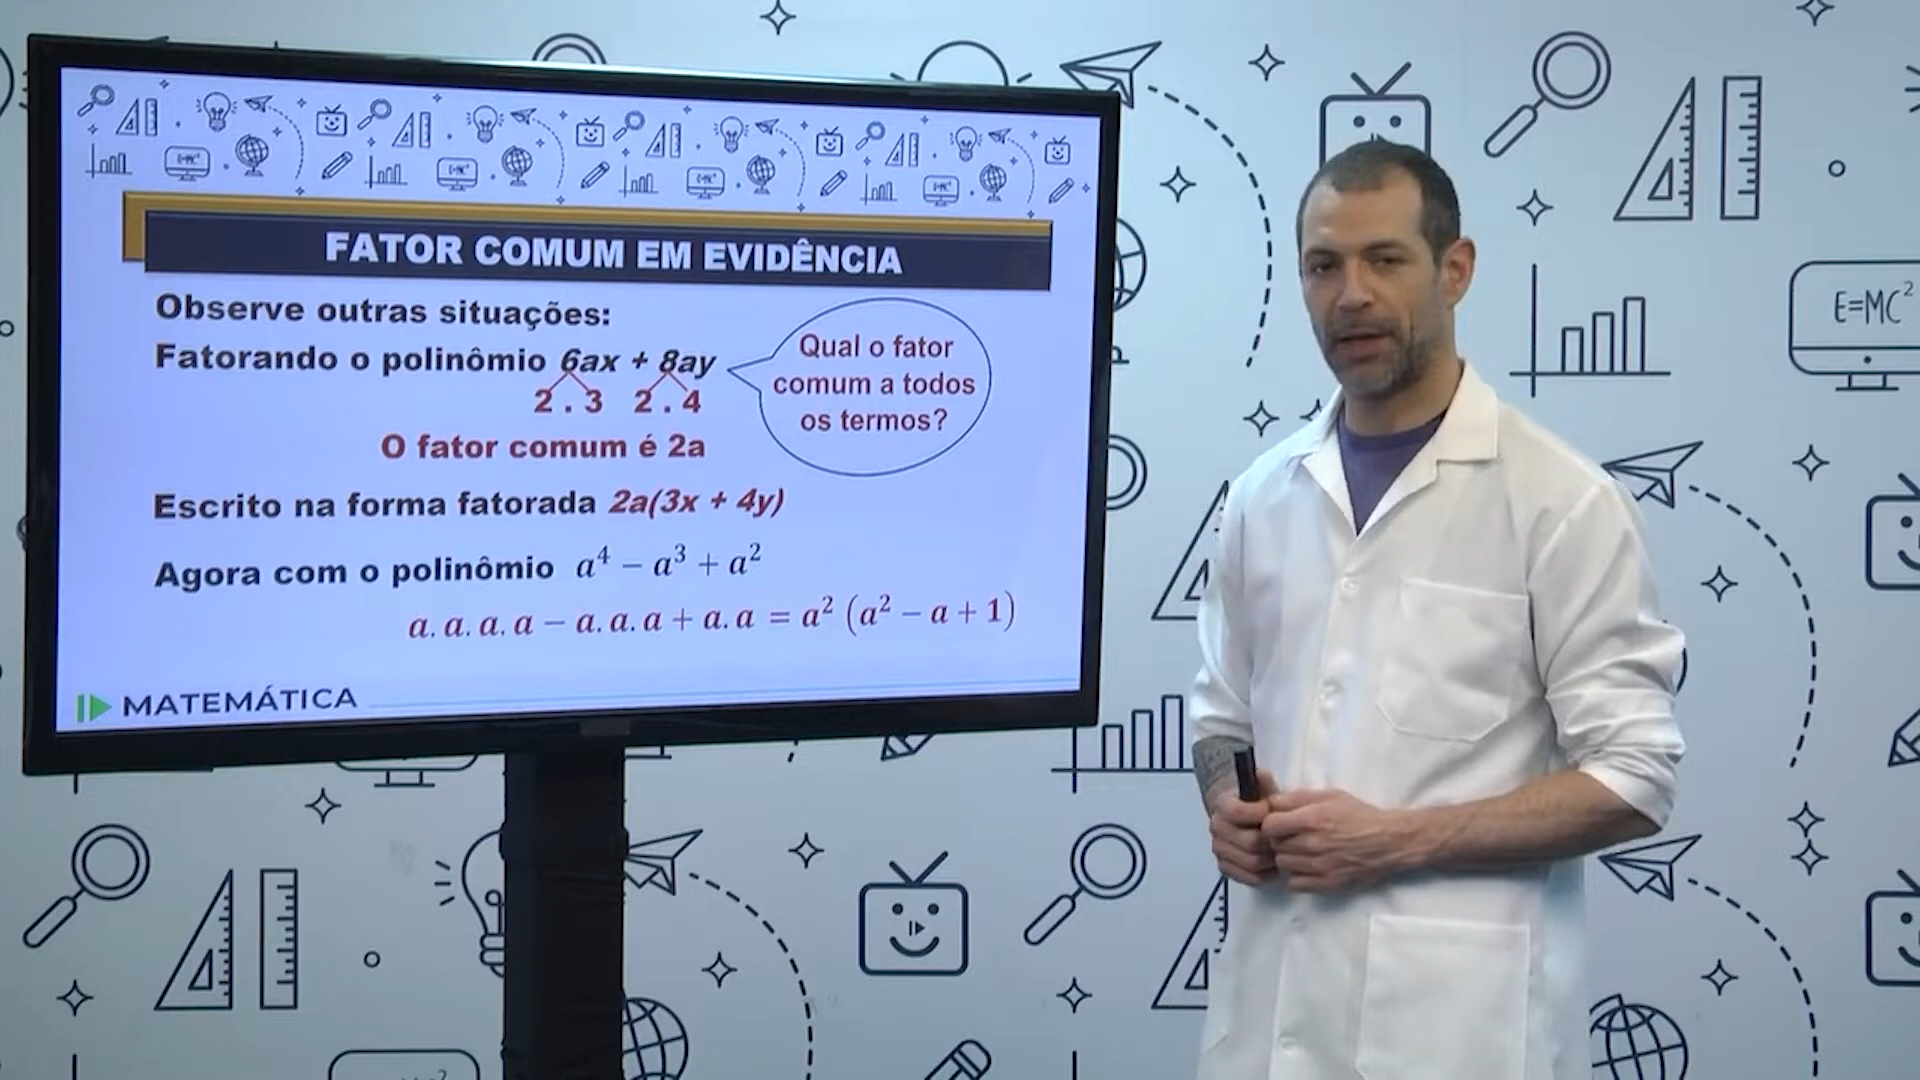 FATOR COMUM EM EVIDÊNCIA
Observe outras situações:
Fatorando o polinômio 6ax + 8ay
2 . 3 2 . 4
Qual o fator
comum a todos
os termos?
O fator comum é 2a
Escrito na forma fatorada 2a(3x + 4y)
Agora com o polinômio a⁴ − a³ + a²
a. a. a. a − a. a. a + a. a = a² (a² − a + 1)
MATEMÁTICA
E=MC²